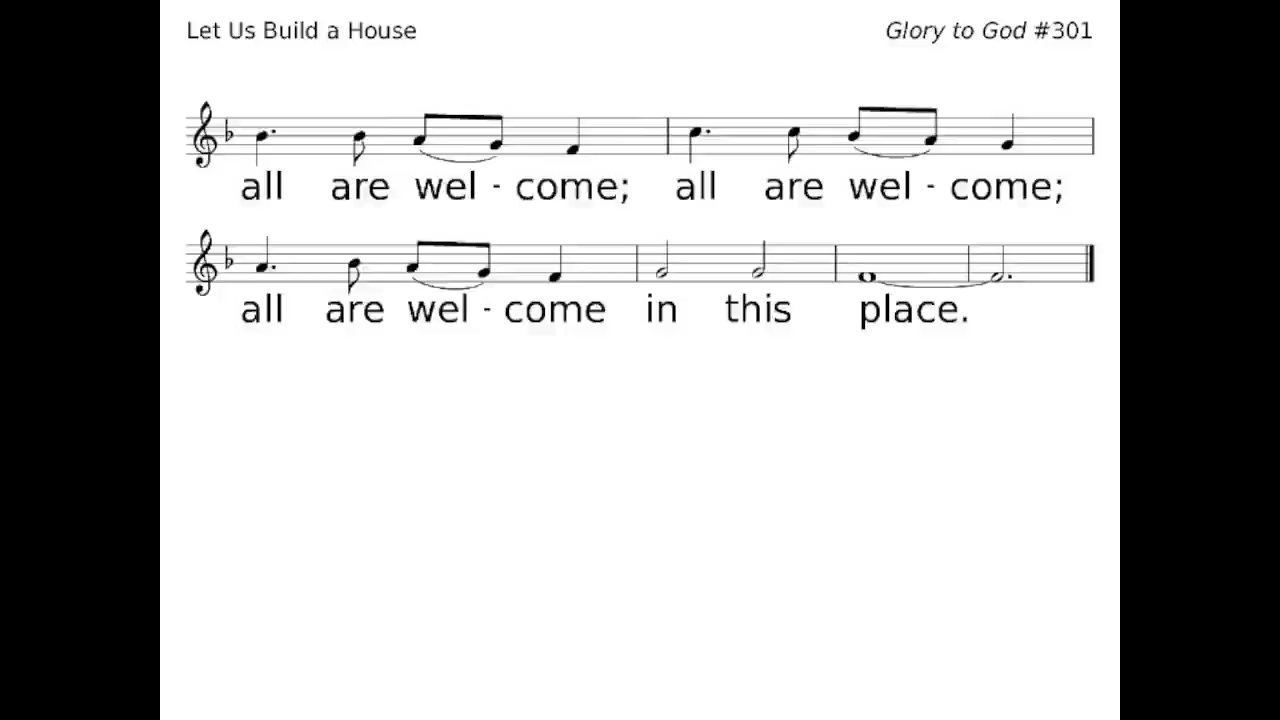 Let Us Build a House Glory to God #301
all are wel - come; all are wel - come;
all are wel - come in this place.